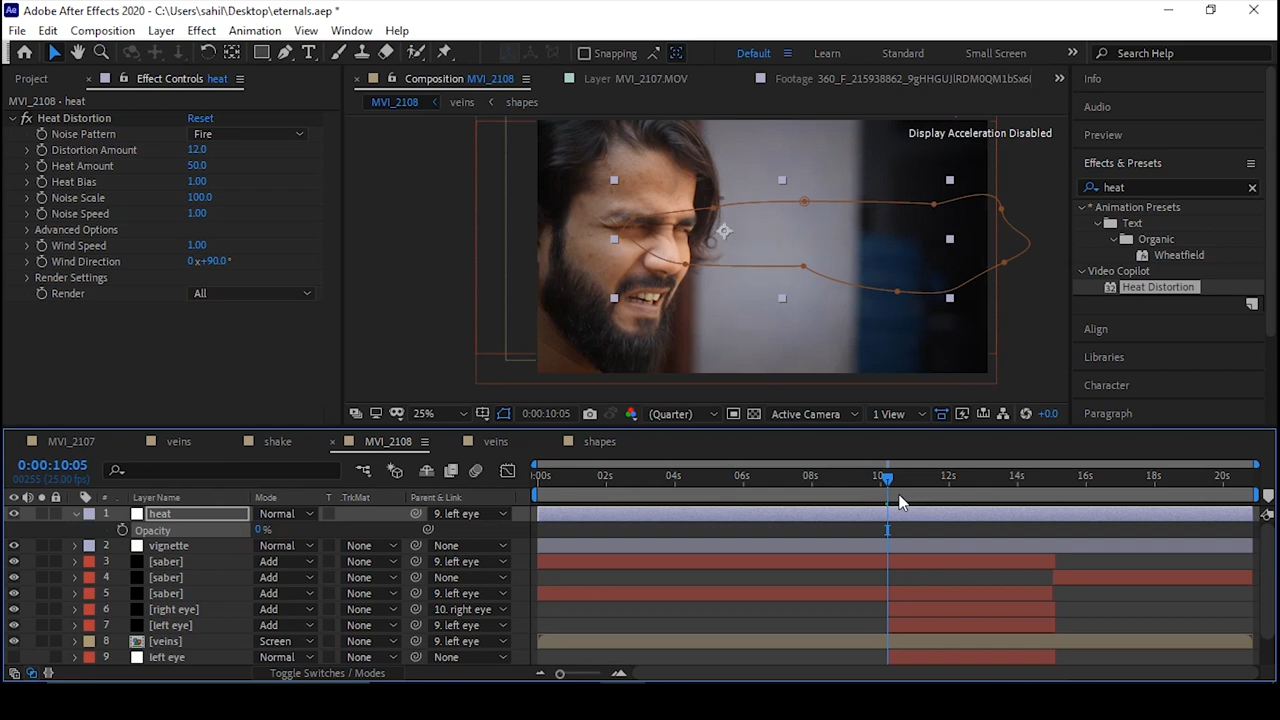 Adobe After Effects 2020 - C:\Users\sahil\Desktop\eternals.aep *
File Edit Composition Layer Effect Animation View Window Help
Snapping Default Learn Standard Small Screen Search Help
Project Effect Controls heat Composition MVI_2108 Layer MVI_2107.MOV Info
MVI_2108 • heat MVI_2108 veins shapes Audio
Heat Distortion Reset
Noise Pattern Fire Display Acceleration Disabled Preview
Distortion Amount 12.0
Heat Amount 50.0 Effects & Presets
Heat Bias 1.00 heat
Noise Scale 100.0 * Animation Presets
Noise Speed 1.00 Text
Advanced Options Organic
Wind Speed 1.00 Wheatfield
Wind Direction 0x+90.0° Video Copilot
Render Settings Heat Distortion
Render All
Align
Libraries
Character
25% 0:00:10:05 (Quarter) Active Camera 1 View +0.0 Paragraph
MVI_2107 veins shake MVI_2108 veins shapes
0:00:10:05
00255 (25.00 fps) :00s 02s 04s 06s 08s 10s 12s 14s 16s 18s 20s
# Layer Name Mode T .TrkMat Parent & Link
1 heat Normal 9. left eye
Opacity 0 %
2 vignette Normal None None
3 [saber] Add None 9. left eye
4 [saber] Add None None
5 [saber] Add None 9. left eye
6 [right eye] Add None 10. right eye
7 [left eye] Add None 9. left eye
8 [veins] Screen None 9. left eye
9 left eye Normal None None
Toggle Switches / Modes